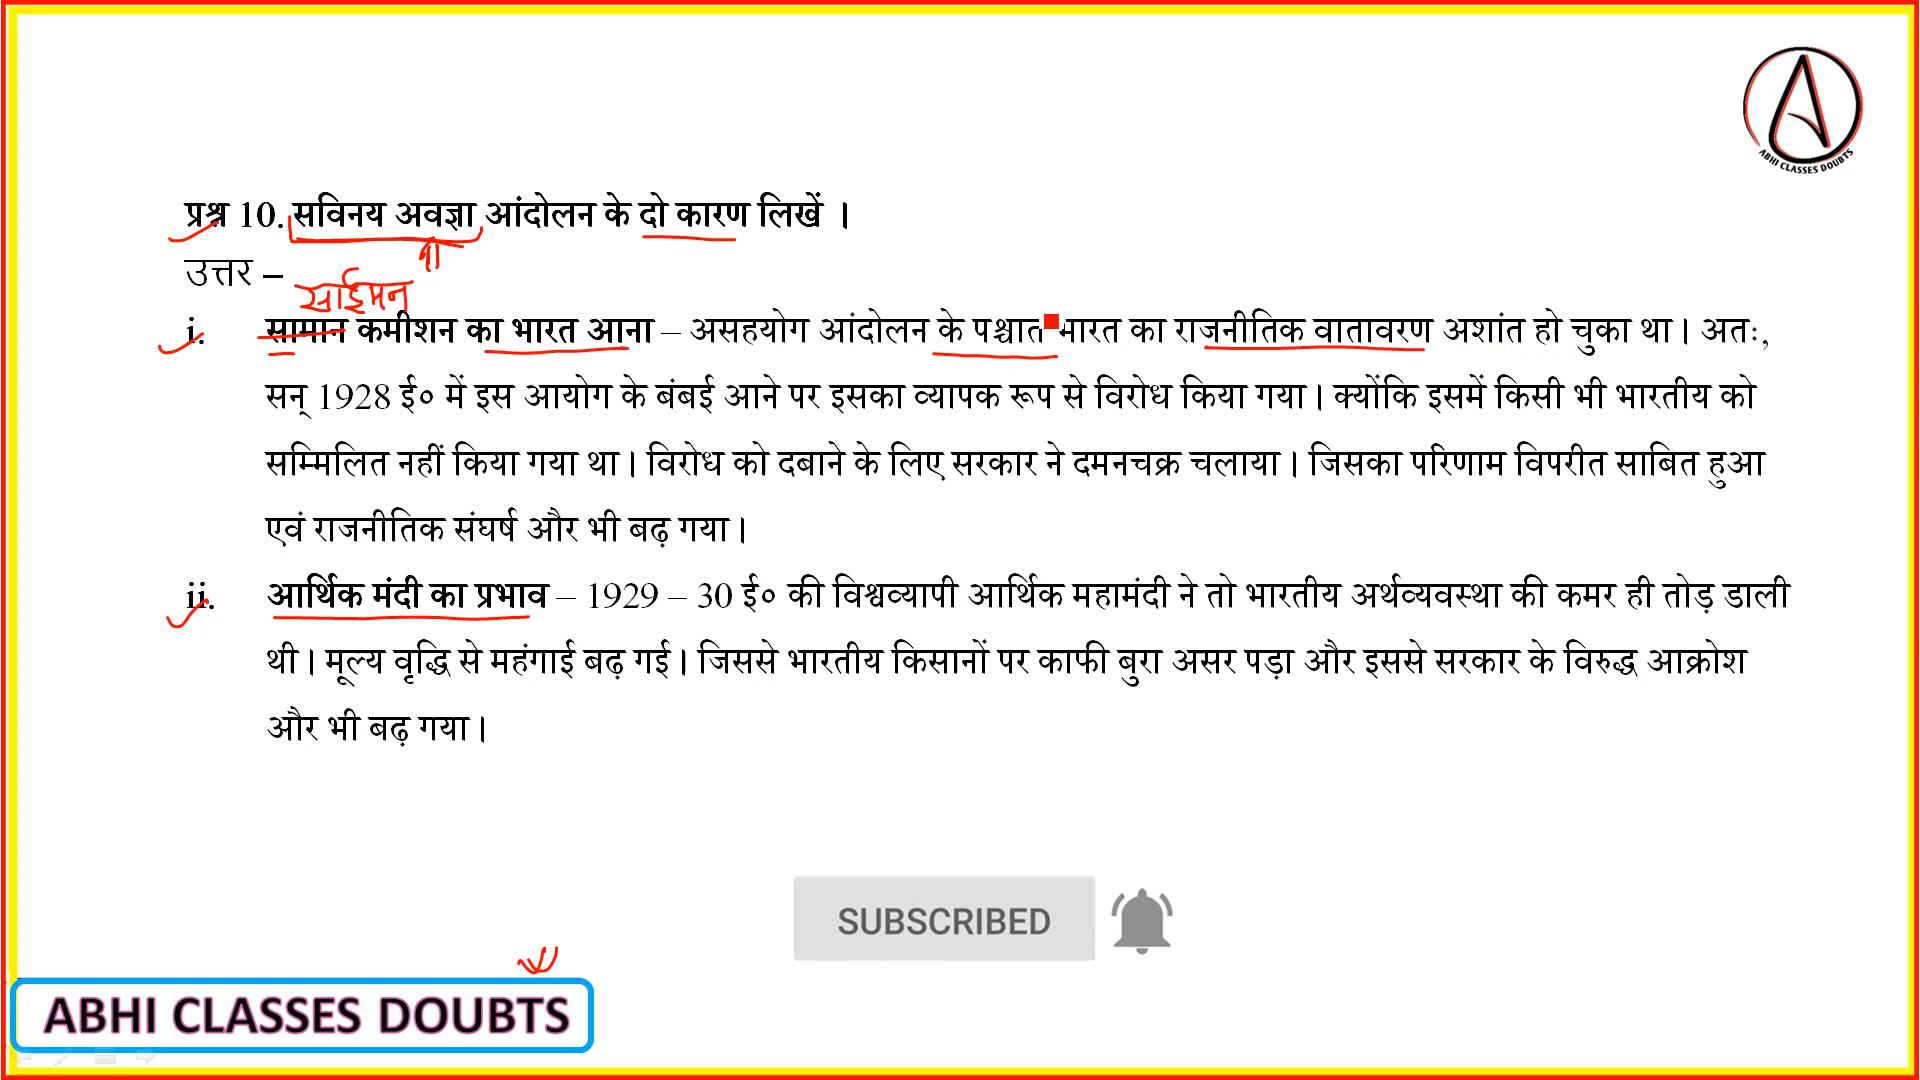 ABHI CLASSES DOUBTS
प्रश्न 10. सविनय अवज्ञा आंदोलन के दो कारण लिखें ।
उत्तर –
साईमन
i. सामान कमीशन का भारत आना – असहयोग आंदोलन के पश्चात भारत का राजनीतिक वातावरण अशांत हो चुका था। अतः,
सन् 1928 ई० में इस आयोग के बंबई आने पर इसका व्यापक रूप से विरोध किया गया। क्योंकि इसमें किसी भी भारतीय को
सम्मिलित नहीं किया गया था। विरोध को दबाने के लिए सरकार ने दमनचक्र चलाया। जिसका परिणाम विपरीत साबित हुआ
एवं राजनीतिक संघर्ष और भी बढ़ गया।
ii. आर्थिक मंदी का प्रभाव – 1929 – 30 ई० की विश्वव्यापी आर्थिक महामंदी ने तो भारतीय अर्थव्यवस्था की कमर ही तोड़ डाली
थी। मूल्य वृद्धि से महंगाई बढ़ गई। जिससे भारतीय किसानों पर काफी बुरा असर पड़ा और इससे सरकार के विरुद्ध आक्रोश
और भी बढ़ गया।
SUBSCRIBED
ABHI CLASSES DOUBTS